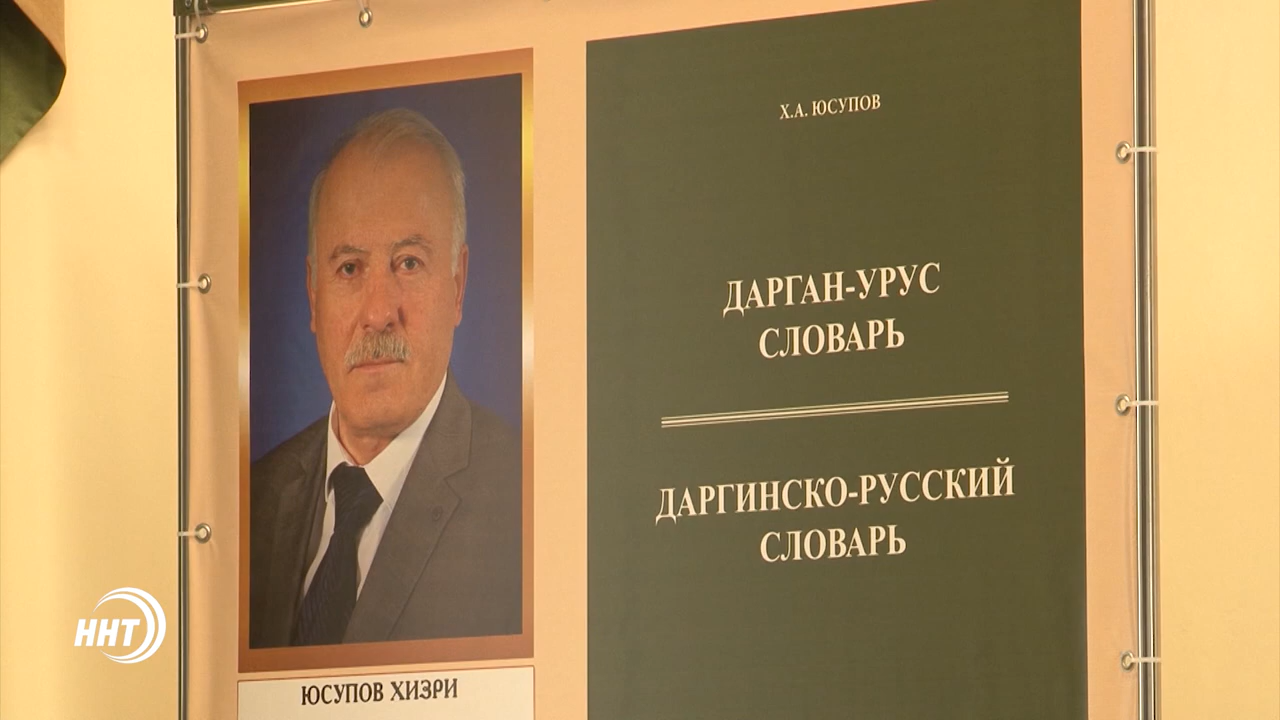 Х.А. ЮСУПОВ
ДАРГАН-УРУС
СЛОВАРЬ
ДАРГИНСКО-РУССКИЙ
СЛОВАРЬ
ЮСУПОВ ХИЗРИ
ННТ